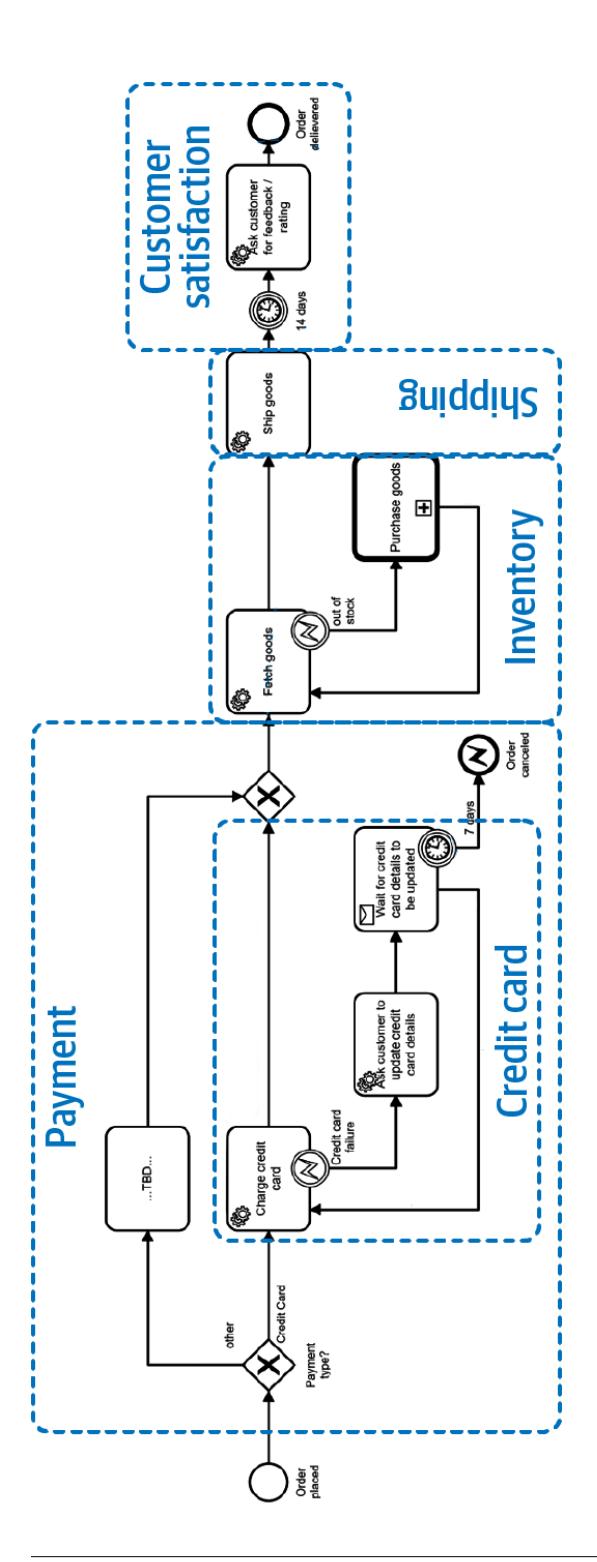 Order
placed
Payment
type?
other
Credit Card
Payment
...TBD...
Charge credit
card
Credit card
failure
Ask customer to
update credit
card details
Wait for credit
card details to
be updated
Credit card
7 days
Order
canceled
Fetch goods
out of
stock
Purchase goods
Inventory
Ship goods
Shipping
Customer
satisfaction
14 days
Ask customer
for feedback /
rating
Order
delievered